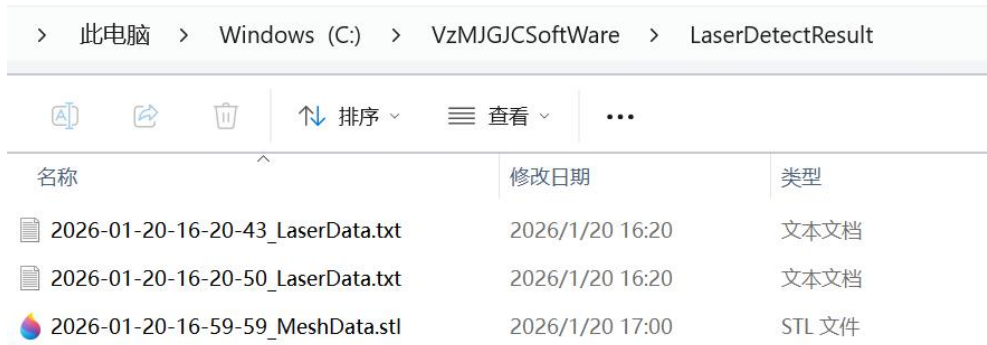 > 此电脑 > Windows (C:) > VzMJGJCSoftWare > LaserDetectResult
A 排序 查看 •••
名称 修改日期 类型
2026-01-20-16-20-43_LaserData.txt 2026/1/20 16:20 文本文档
2026-01-20-16-20-50_LaserData.txt 2026/1/20 16:20 文本文档
2026-01-20-16-59-59_MeshData.stl 2026/1/20 17:00 STL 文件